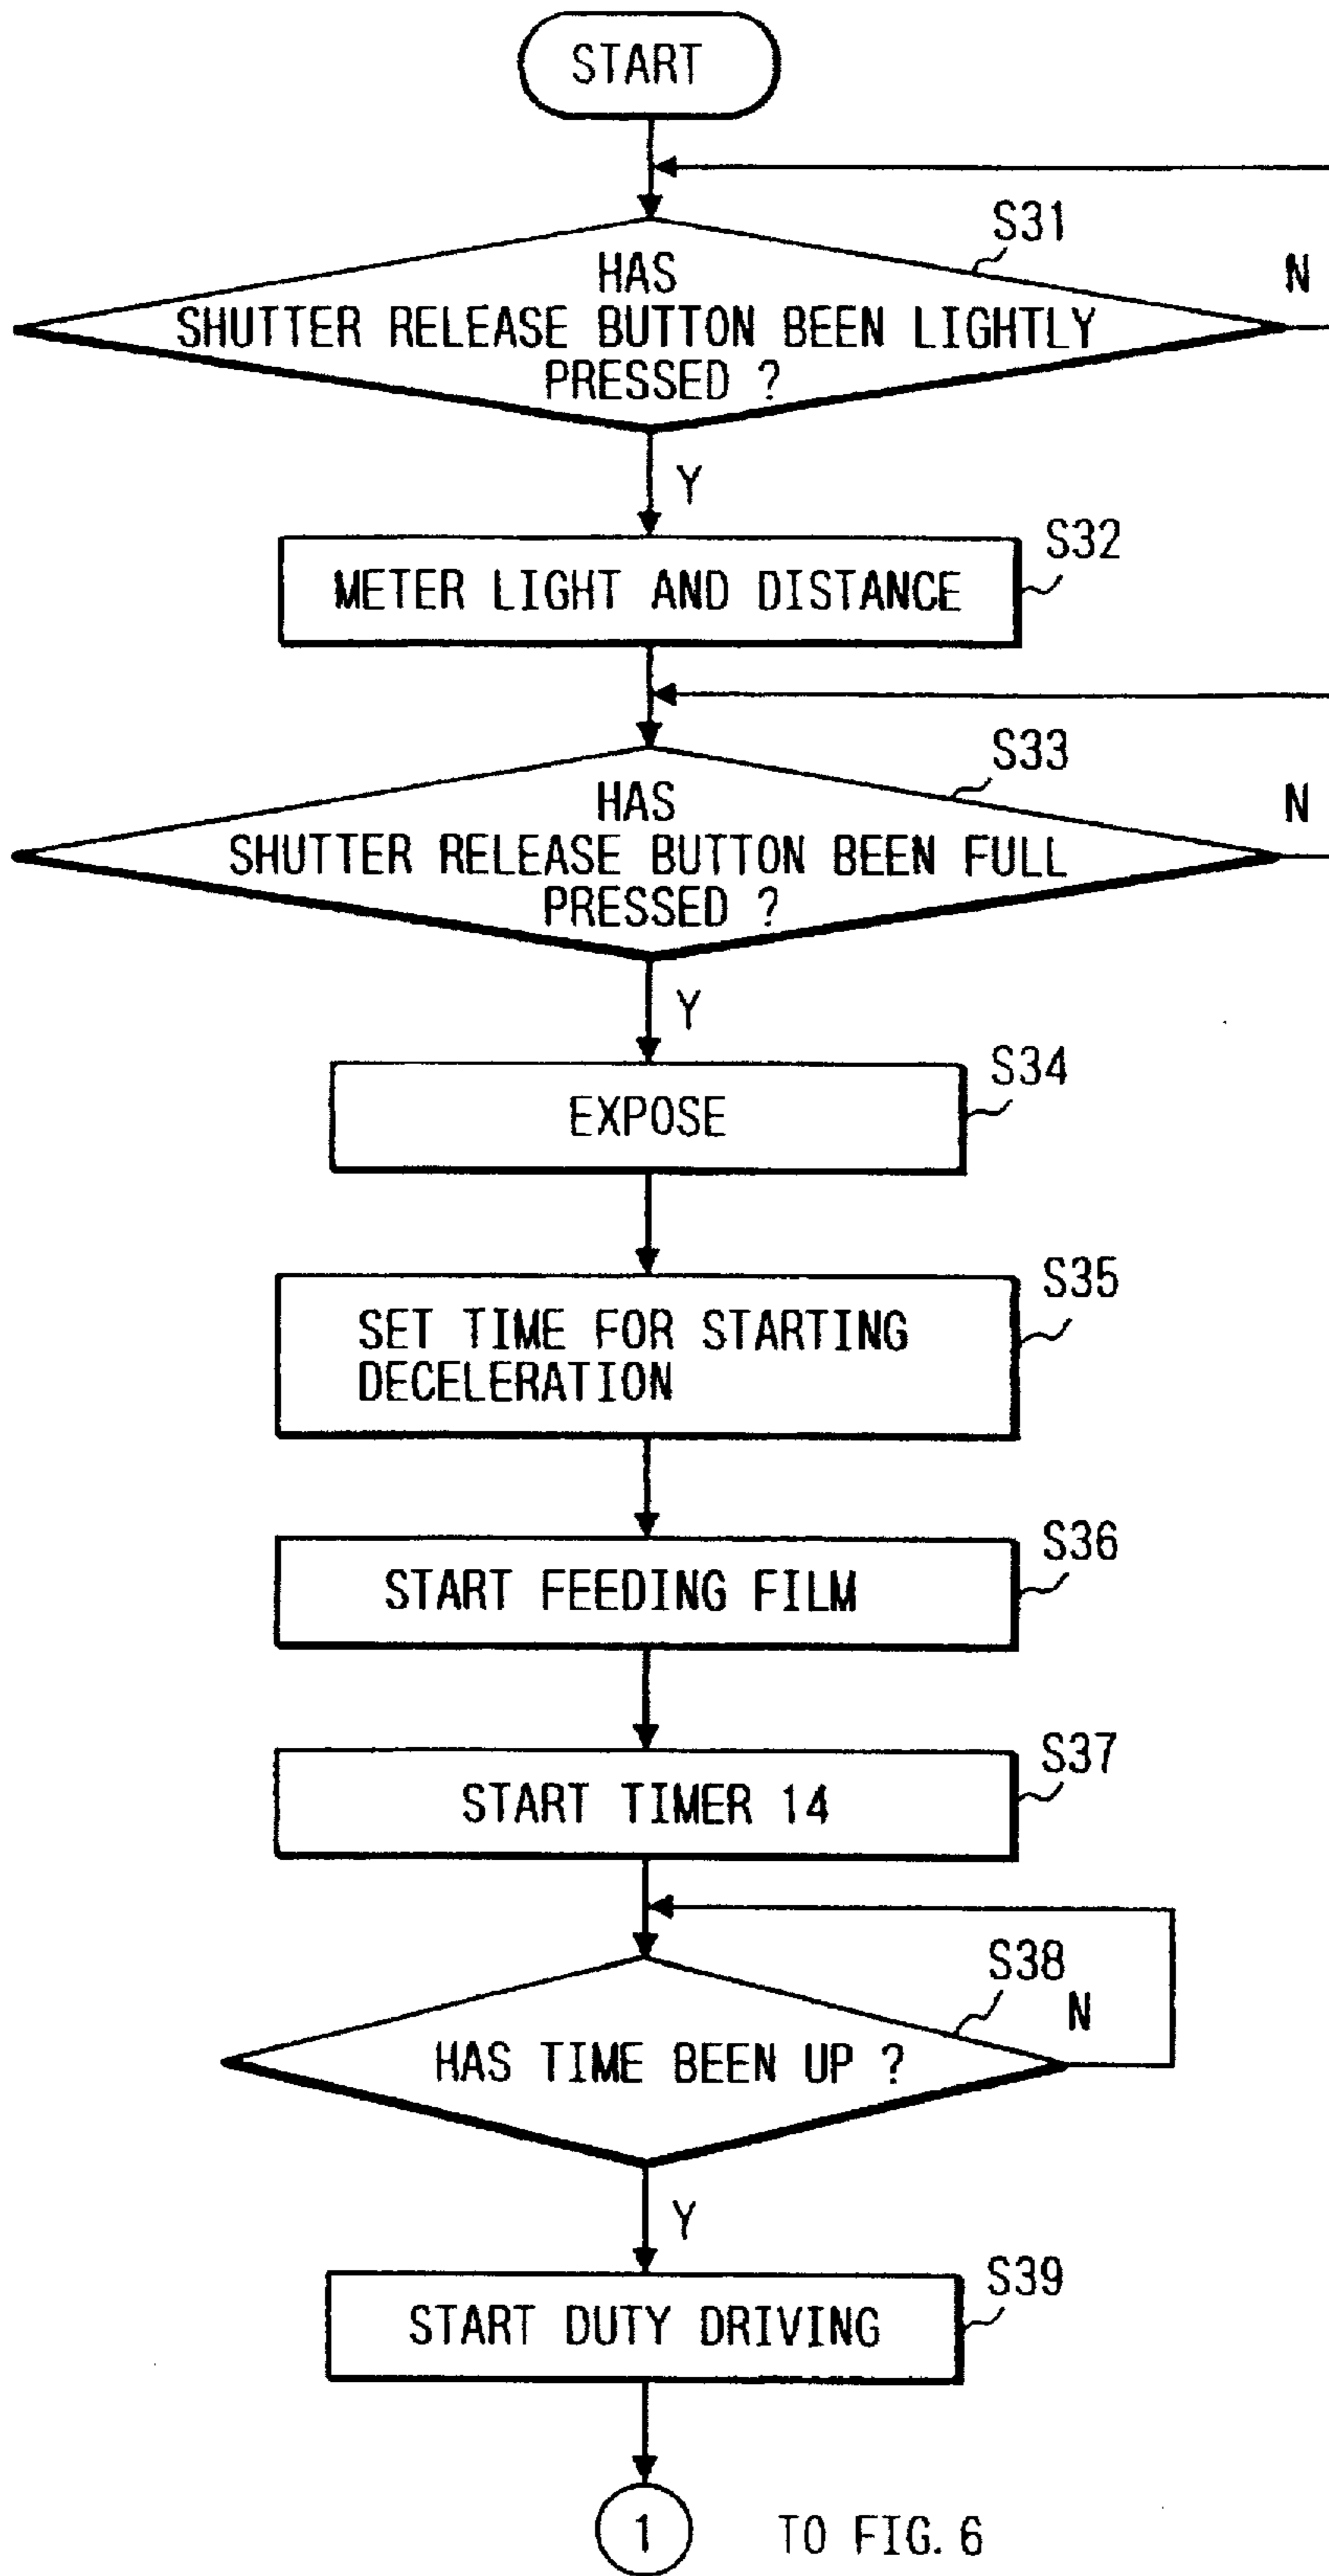 START
S31
HAS
N
SHUTTER RELEASE BUTTON BEEN LIGHTLY
PRESSED ?
Y
S32
METER LIGHT AND DISTANCE
S33
HAS
N
SHUTTER RELEASE BUTTON BEEN FULL
PRESSED ?
Y
S34
EXPOSE
S35
SET TIME FOR STARTING
DECELERATION
S36
START FEEDING FILM
S37
START TIMER 14
S38
N
HAS TIME BEEN UP ?
Y
S39
START DUTY DRIVING
1 TO FIG. 6